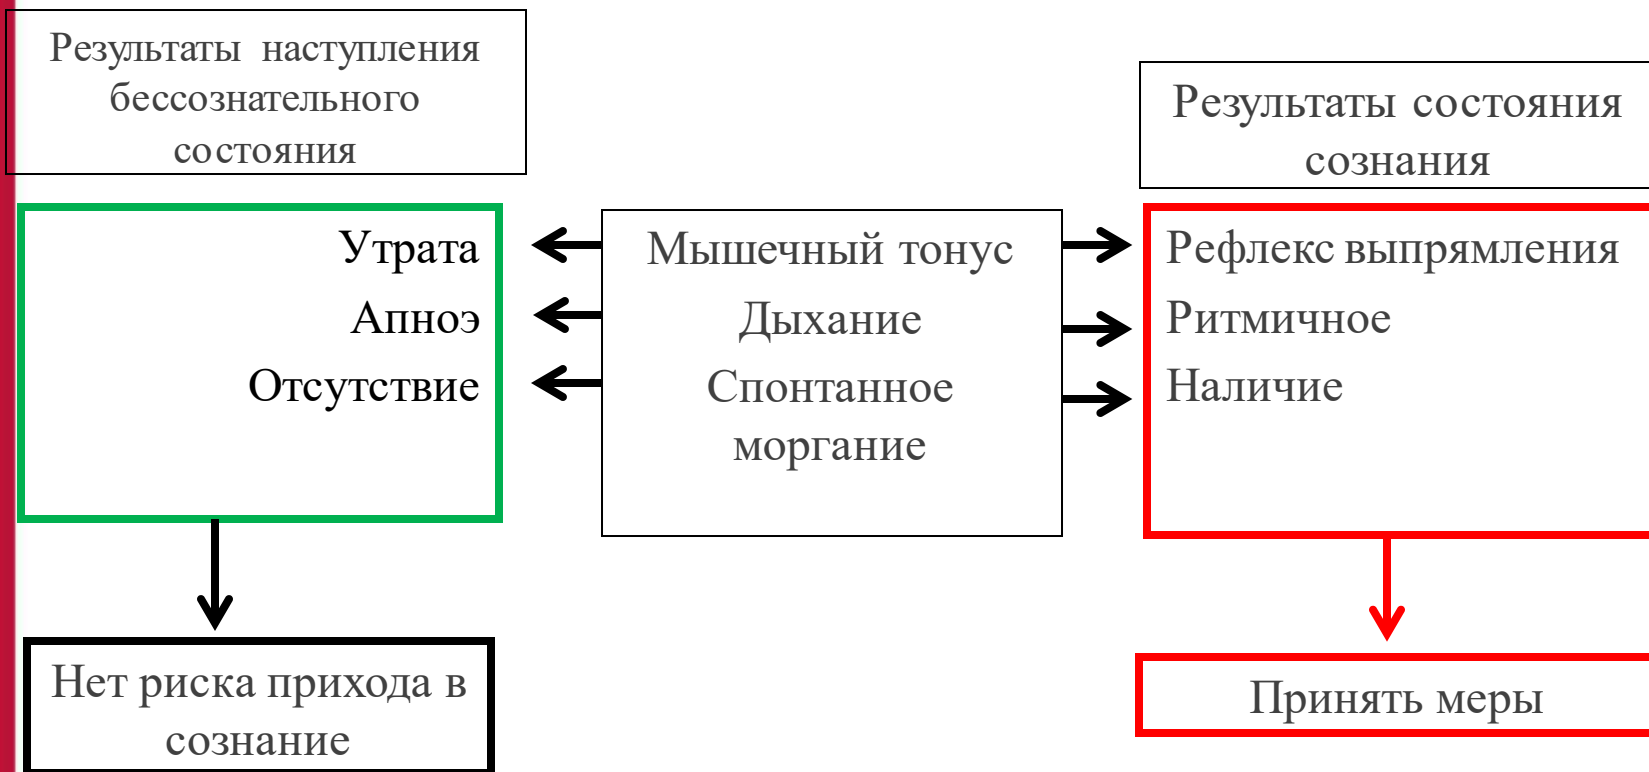 Результаты наступления
бессознательного
состояния
Результаты состояния
сознания
Утрата
Апноэ
Отсутствие
Мышечный тонус
Дыхание
Спонтанное
моргание
Рефлекс выпрямления
Ритмичное
Наличие
Нет риска прихода в
сознание
Принять меры